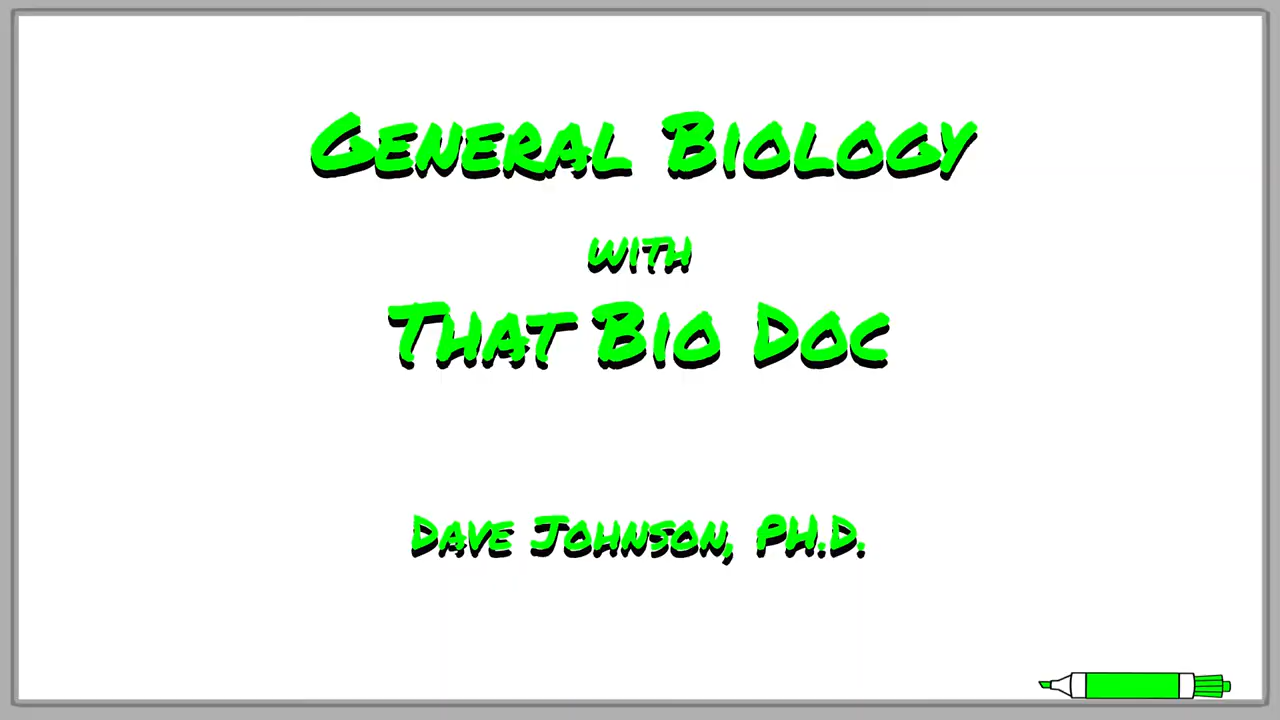 General Biology
with
That Bio Doc
Dave Johnson, PH.D.